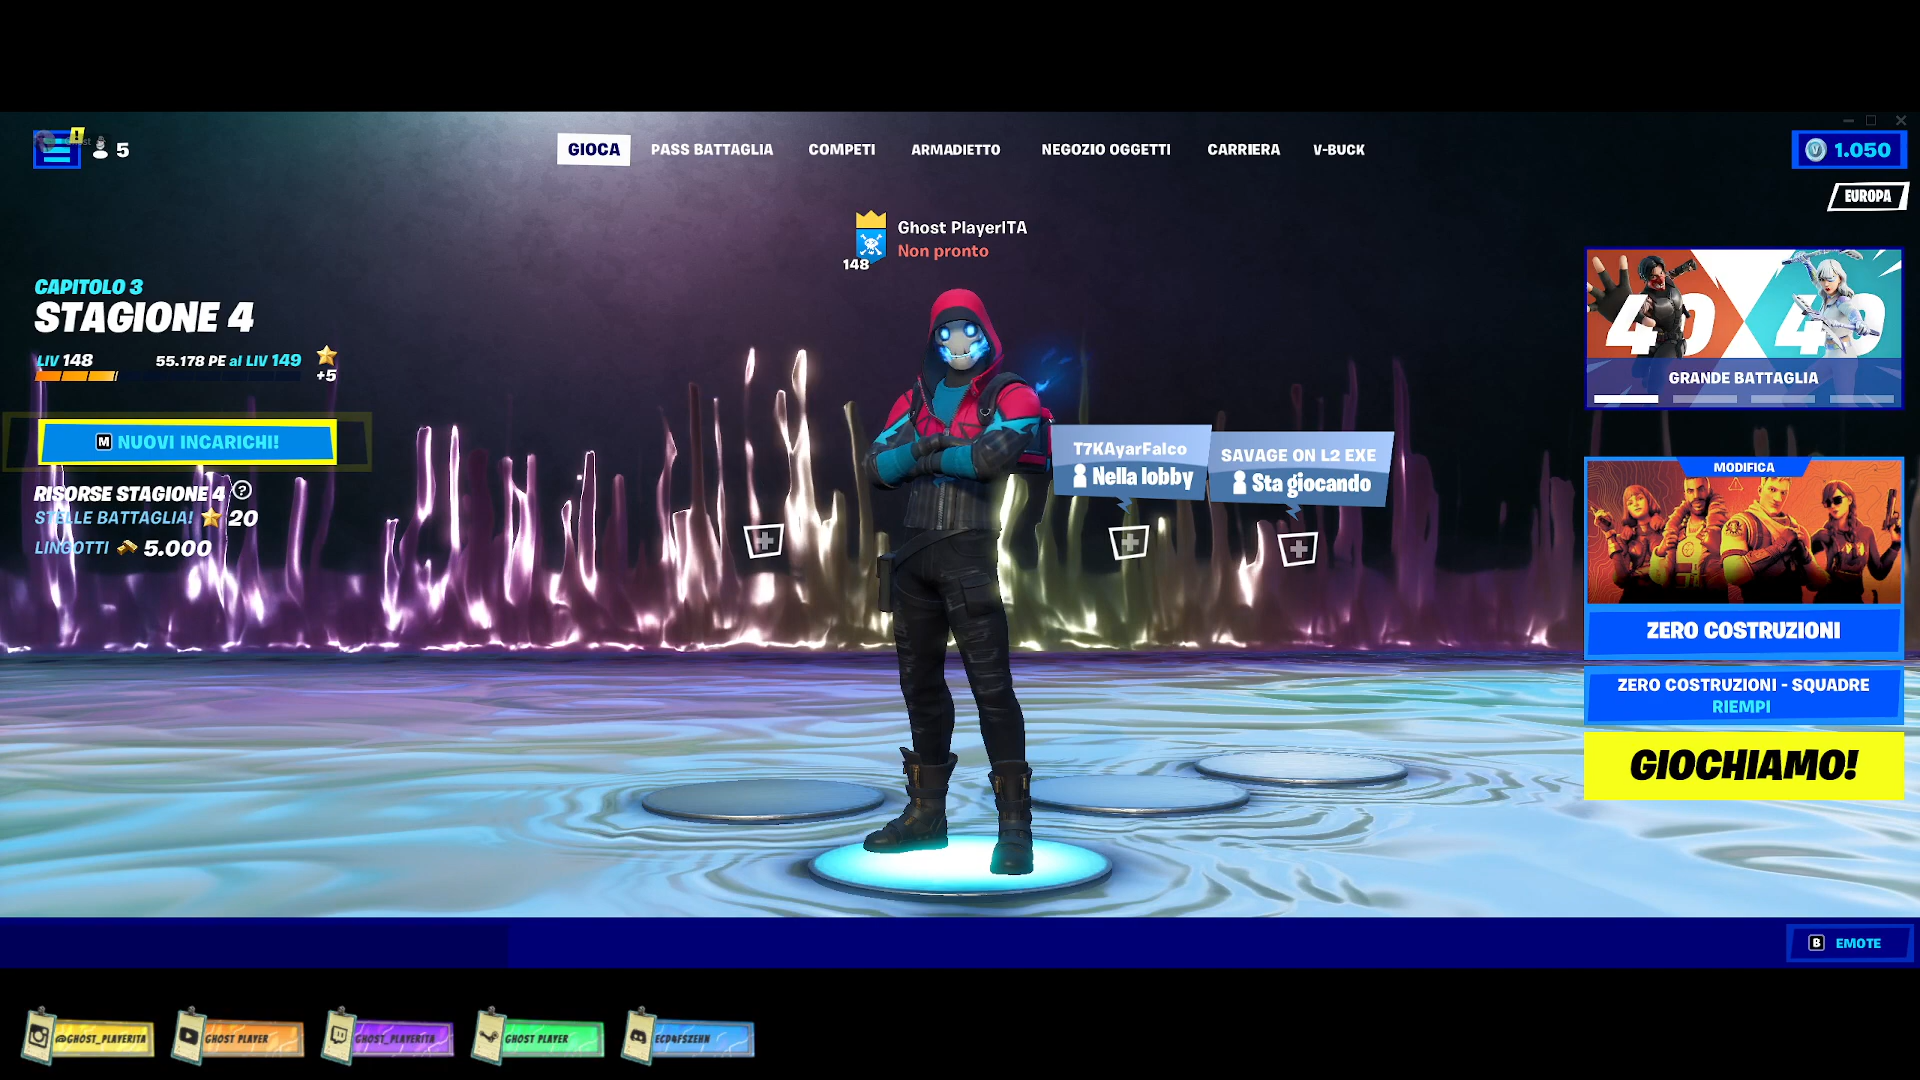 5
GIOCA
PASS BATTAGLIA
COMPETI
ARMADIETTO
NEGOZIO OGGETTI
CARRIERA
V-BUCK
1.050
EUROPA
Ghost PlayerITA
Non pronto
148
CAPITOLO 3
STAGIONE 4
LIV 148
55.178 PE al LIV 149
+5
M NUOVI INCARICHI!
RISORSE STAGIONE 4 ?
STELLE BATTAGLIA! 20
LINGOTTI 5.000
T7KAyarFalco
Nella lobby
SAVAGE ON L2 EXE
Sta giocando
40 40
GRANDE BATTAGLIA
MODIFICA
ZERO COSTRUZIONI
ZERO COSTRUZIONI - SQUADRE
RIEMPI
GIOCHIAMO!
B EMOTE
@GHOST_PLAYERITA
GHOST PLAYER
GHOST_PLAYERITA
GHOST PLAYER